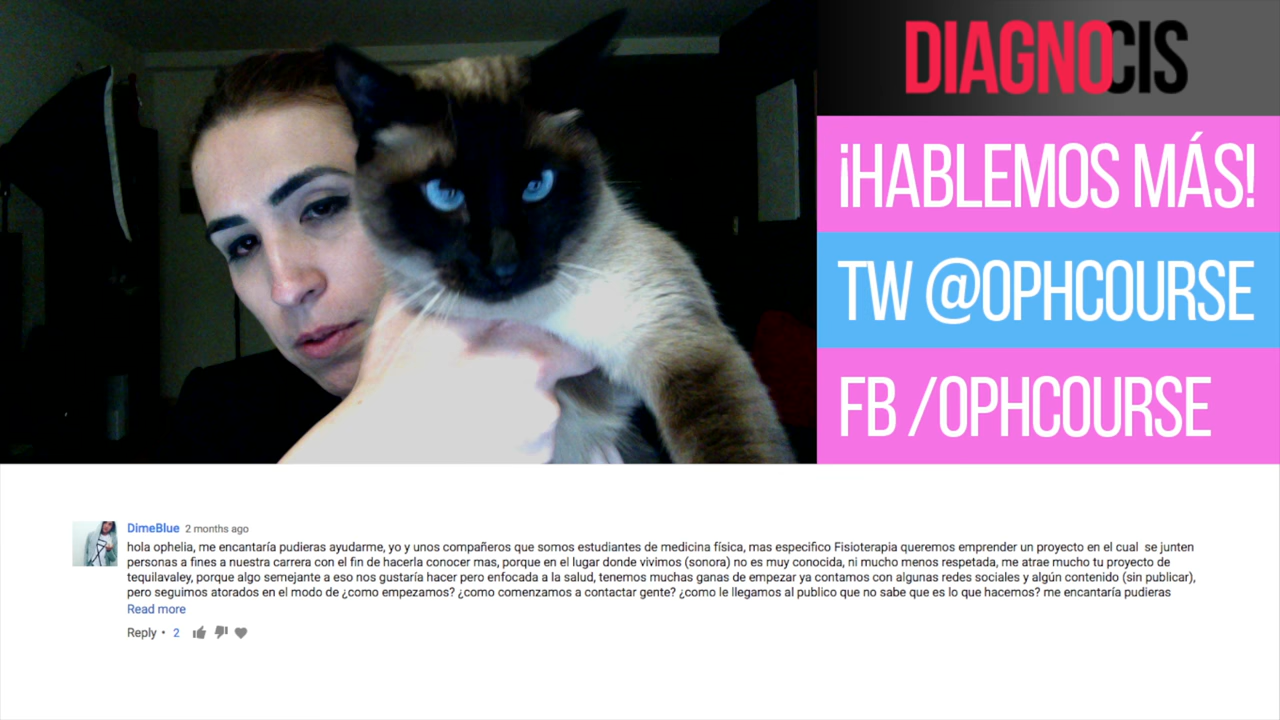 DIAGNOCIS
¡HABLEMOS MÁS!
TW @OPHCOURSE
FB /OPHCOURSE
DimeBlue 2 months ago
hola ophelia, me encantaría pudieras ayudarme, yo y unos compañeros que somos estudiantes de medicina física, mas especifico Fisioterapia queremos emprender un proyecto en el cual se junten
personas a fines a nuestra carrera con el fin de hacerla conocer mas, porque en el lugar donde vivimos (sonora) no es muy conocida, ni mucho menos respetada, me atrae mucho tu proyecto de
tequilavaley, porque algo semejante a eso nos gustaría hacer pero enfocada a la salud, tenemos muchas ganas de empezar ya contamos con algunas redes sociales y algún contenido (sin publicar),
pero seguimos atorados en el modo de ¿como empezamos? ¿como comenzamos a contactar gente? ¿como le llegamos al publico que no sabe que es lo que hacemos? me encantaría pudieras
Read more
Reply • 2